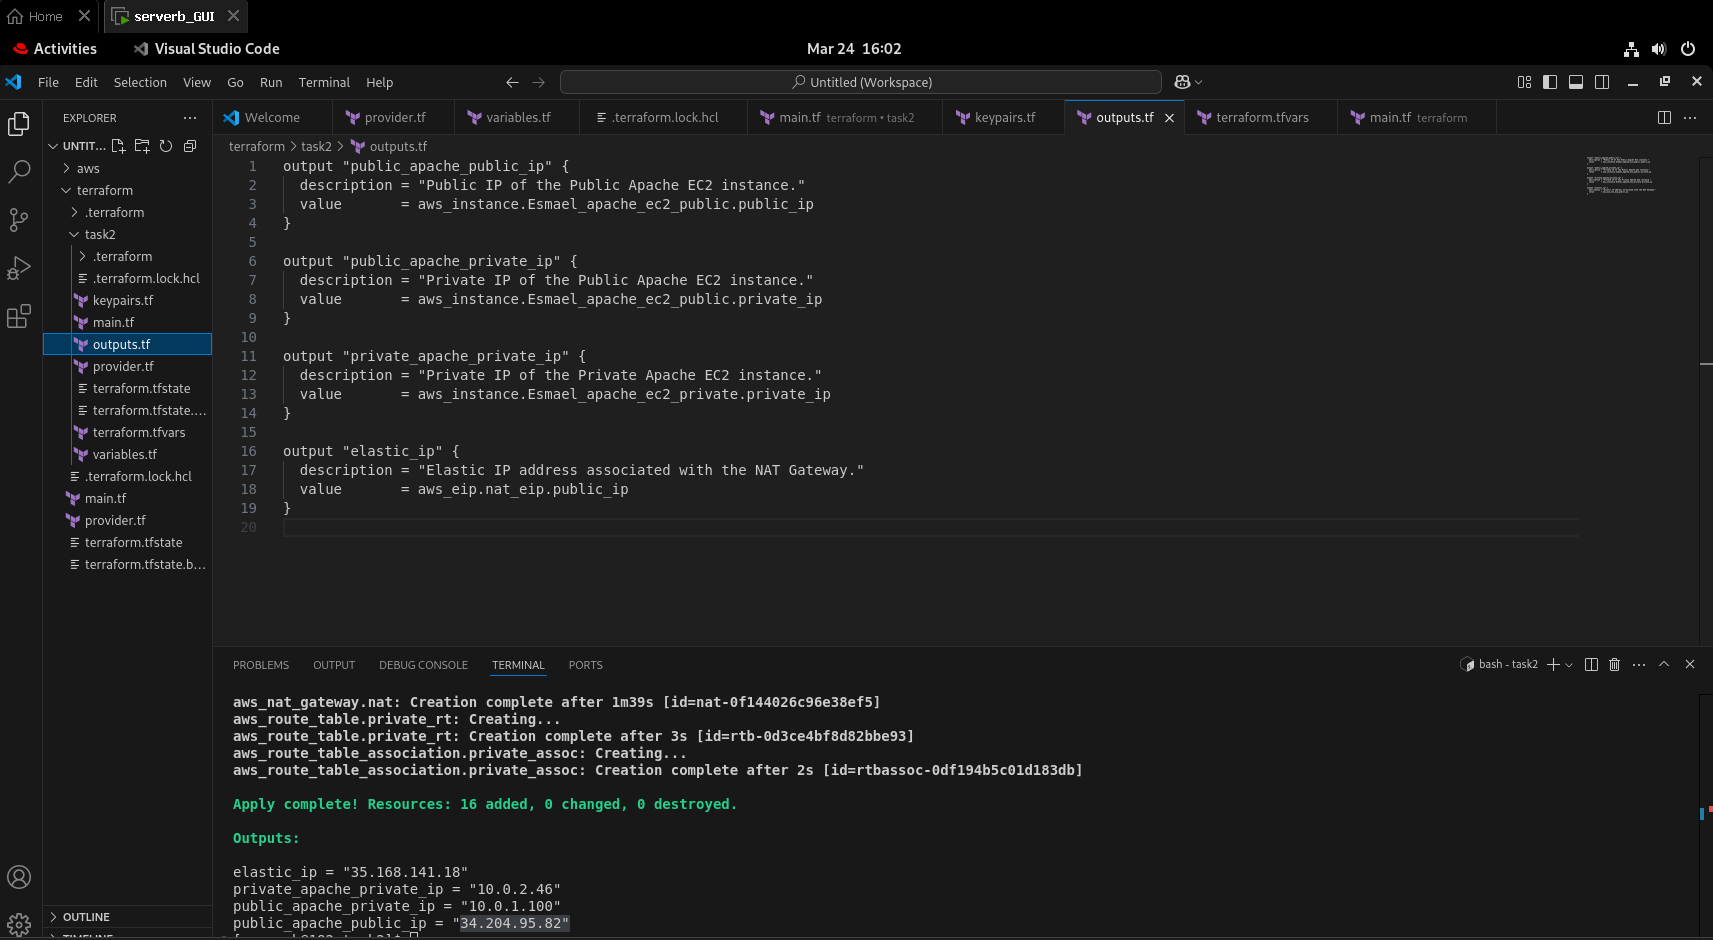 Home
serverb_GUI
Activities
Visual Studio Code
Mar 24 16:02
File Edit Selection View Go Run Terminal Help
Untitled (Workspace)
EXPLORER
UNTIT...
aws
terraform
.terraform
task2
.terraform
.terraform.lock.hcl
keypairs.tf
main.tf
outputs.tf
provider.tf
terraform.tfstate
terraform.tfstate....
terraform.tfvars
variables.tf
.terraform.lock.hcl
main.tf
provider.tf
terraform.tfstate
terraform.tfstate.b...
OUTLINE
TIMELINE
Welcome
provider.tf
variables.tf
.terraform.lock.hcl
main.tf terraform • task2
keypairs.tf
outputs.tf
terraform.tfvars
main.tf terraform
terraform > task2 > outputs.tf
1 output "public_apache_public_ip" {
2 description = "Public IP of the Public Apache EC2 instance."
3 value = aws_instance.Esmael_apache_ec2_public.public_ip
4 }
5
6 output "public_apache_private_ip" {
7 description = "Private IP of the Public Apache EC2 instance."
8 value = aws_instance.Esmael_apache_ec2_public.private_ip
9 }
10
11 output "private_apache_private_ip" {
12 description = "Private IP of the Private Apache EC2 instance."
13 value = aws_instance.Esmael_apache_ec2_private.private_ip
14 }
15
16 output "elastic_ip" {
17 description = "Elastic IP address associated with the NAT Gateway."
18 value = aws_eip.nat_eip.public_ip
19 }
20
PROBLEMS OUTPUT DEBUG CONSOLE TERMINAL PORTS
bash - task2
aws_nat_gateway.nat: Creation complete after 1m39s [id=nat-0f144026c96e38ef5]
aws_route_table.private_rt: Creating...
aws_route_table.private_rt: Creation complete after 3s [id=rtb-0d3ce4bf8d82bbe93]
aws_route_table_association.private_assoc: Creating...
aws_route_table_association.private_assoc: Creation complete after 2s [id=rtbassoc-0df194b5c01d183db]
Apply complete! Resources: 16 added, 0 changed, 0 destroyed.
Outputs:
elastic_ip = "35.168.141.18"
private_apache_private_ip = "10.0.2.46"
public_apache_private_ip = "10.0.1.100"
public_apache_public_ip = "34.204.95.82"